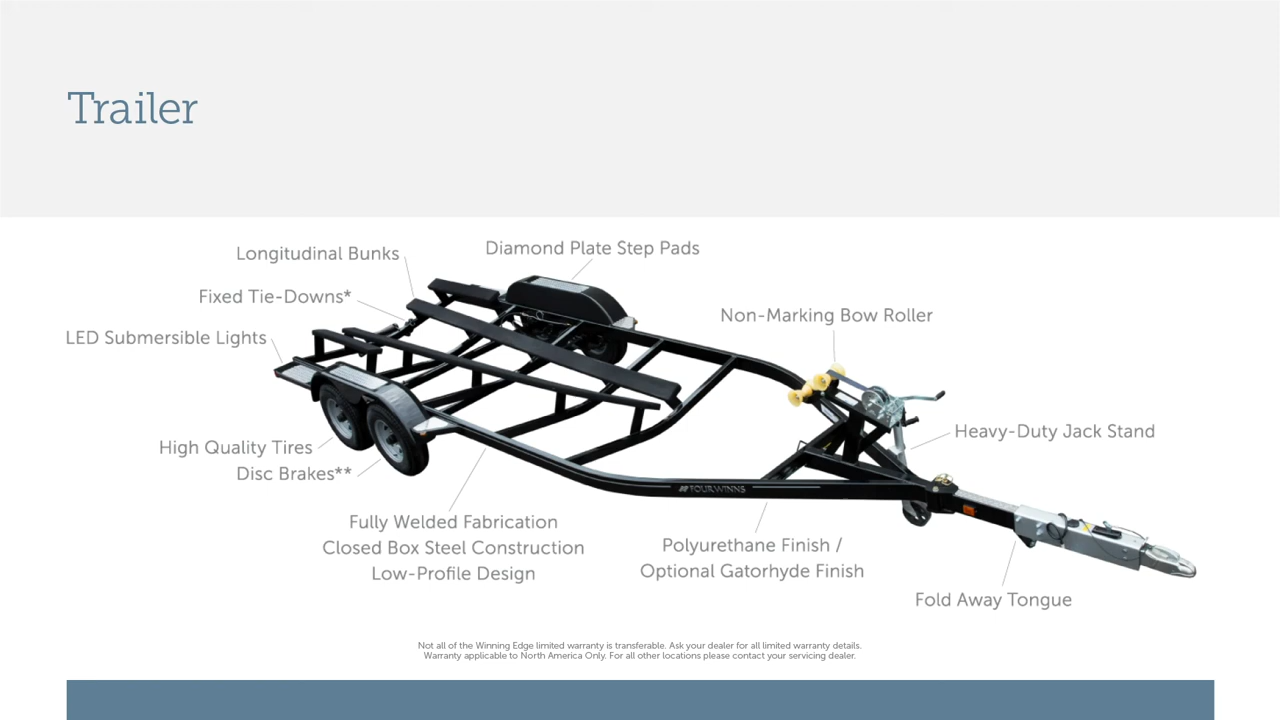 Trailer
Longitudinal Bunks
Diamond Plate Step Pads
Fixed Tie-Downs*
Non-Marking Bow Roller
LED Submersible Lights
Heavy-Duty Jack Stand
High Quality Tires
Disc Brakes**
FOURWINNS
Fully Welded Fabrication
Closed Box Steel Construction
Low-Profile Design
Polyurethane Finish /
Optional Gatorhyde Finish
Fold Away Tongue
Not all of the Winning Edge limited warranty is transferable. Ask your dealer for all limited warranty details.
Warranty applicable to North America Only. For all other locations please contact your servicing dealer.